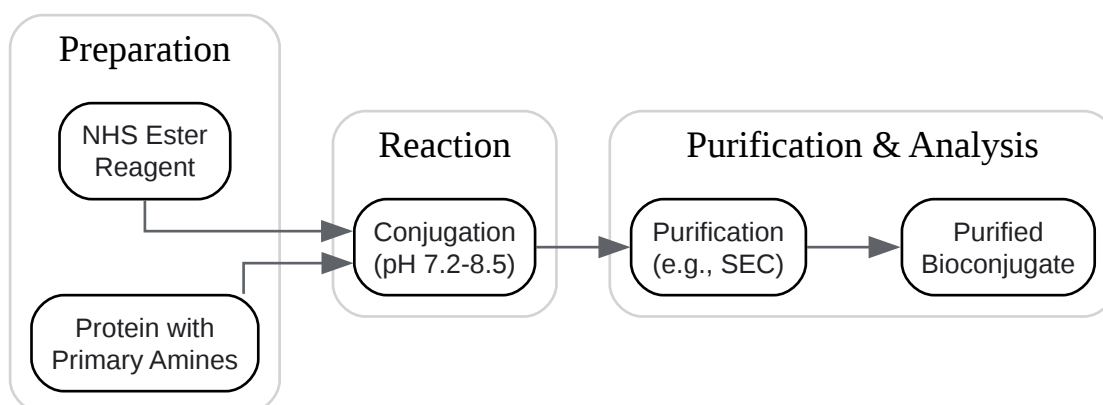 Preparation
NHS Ester
Reagent
Protein with
Primary Amines
Reaction
Conjugation
(pH 7.2-8.5)
Purification & Analysis
Purification
(e.g., SEC)
Purified
Bioconjugate